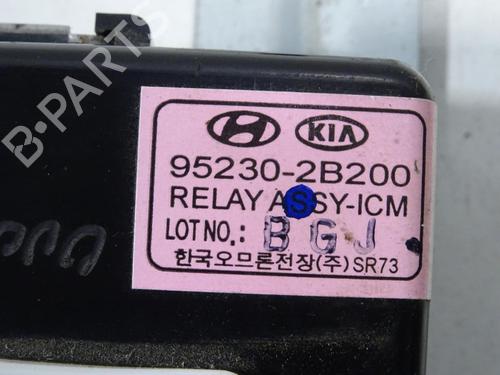 B-PARTS
KIA
95230-2B200
RELAY ASSY-ICM
LOT NO.: BGJ
한국오므론전장(주) SR73